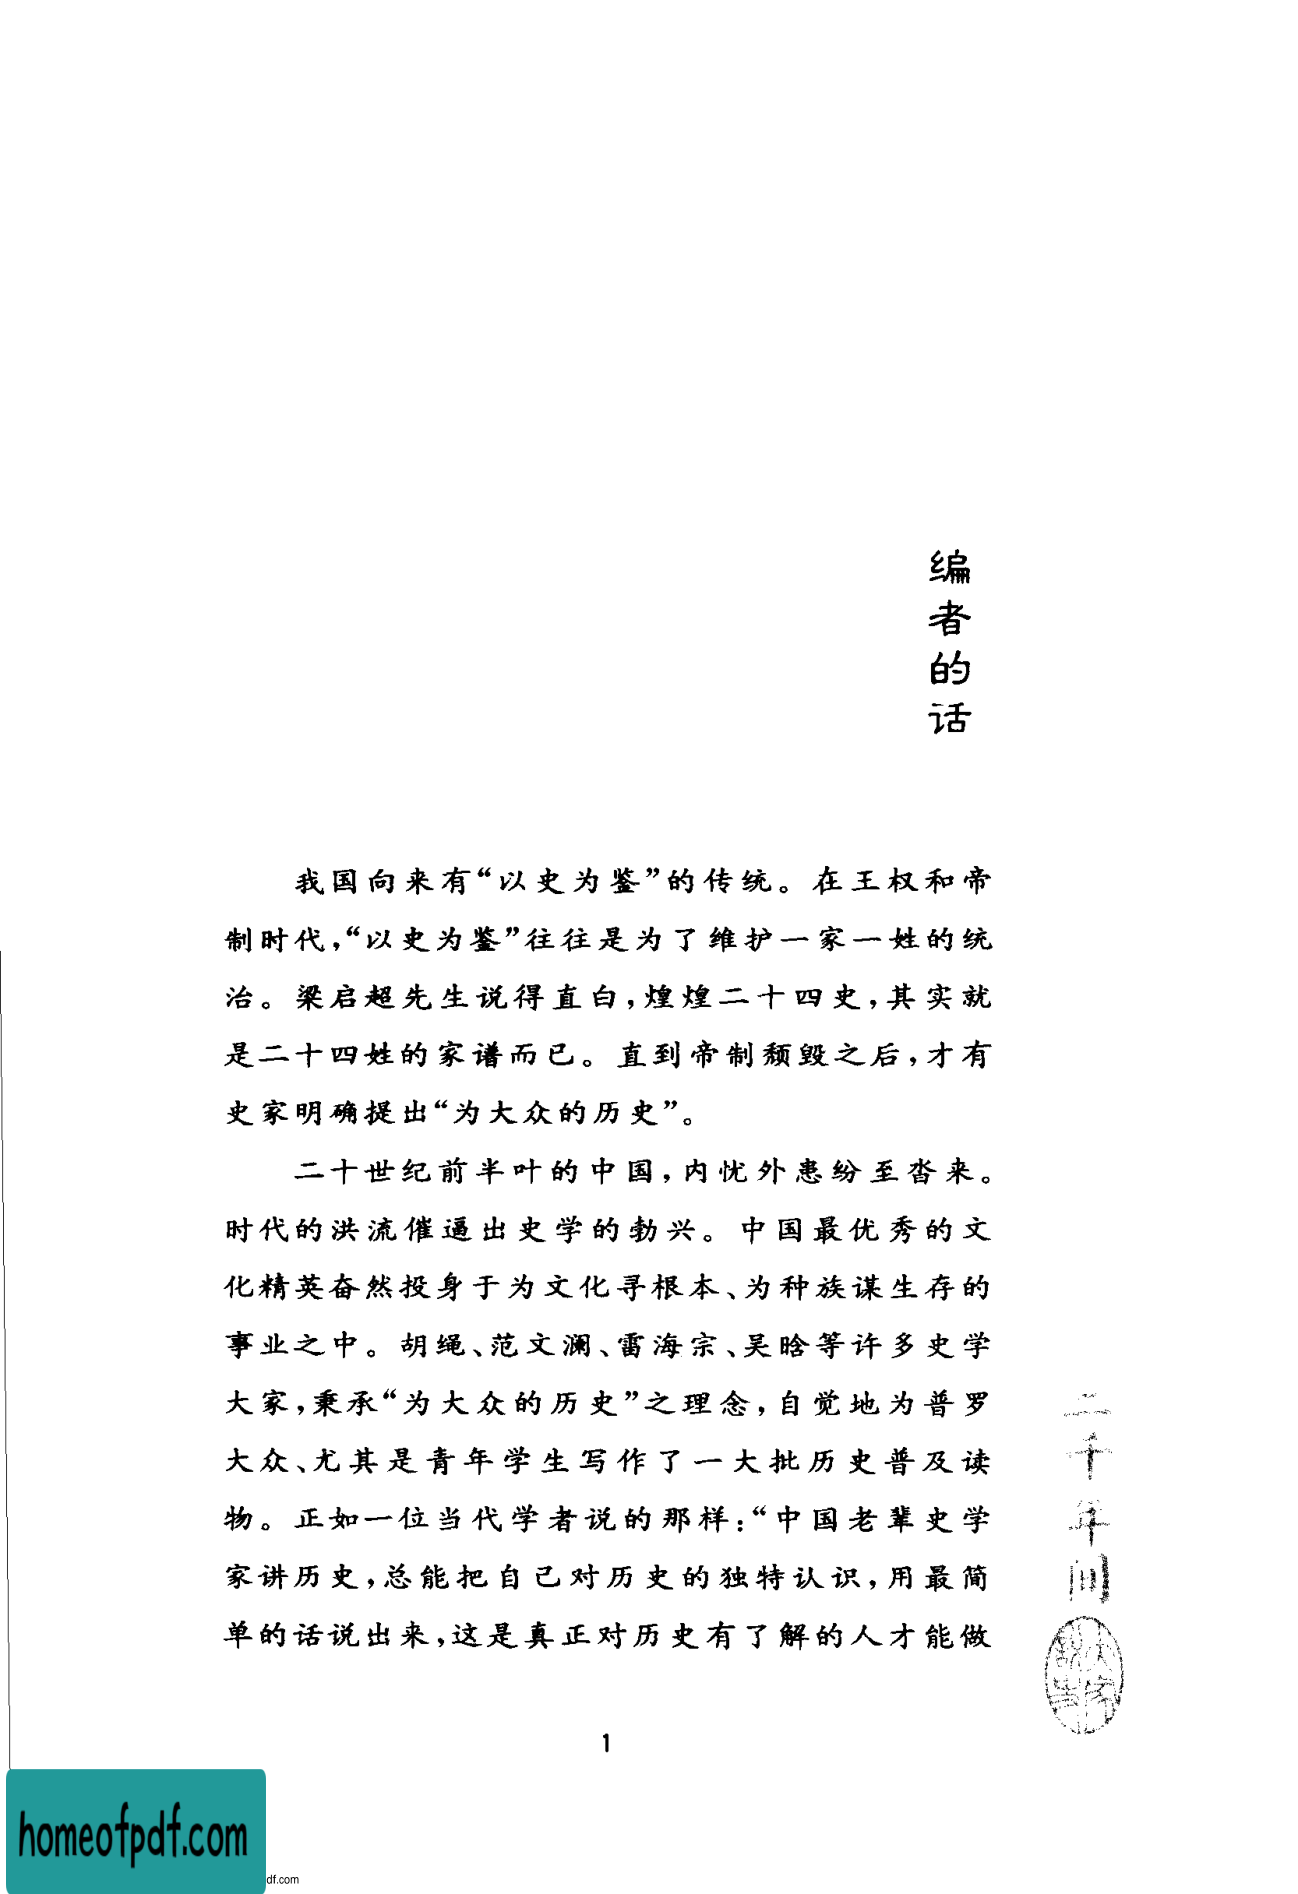 编者的话
我国向来有“以史为鉴”的传统。在王权和帝
制时代，“以史为鉴”往往是为了维护一家一姓的统
治。梁启超先生说得直白，煌煌二十四史，其实就
是二十四姓的家谱而已。直到帝制颓毁之后，才有
史家明确提出“为大众的历史”。
二十世纪前半叶的中国，内忧外患纷至沓来。
时代的洪流催逼出史学的勃兴。中国最优秀的文
化精英奋然投身于为文化寻根本、为种族谋生存的
事业之中。胡绳、范文澜、雷海宗、吴晗等许多史学
大家，秉承“为大众的历史”之理念，自觉地为普罗
大众、尤其是青年学生写作了一大批历史普及读
物。正如一位当代学者说的那样：“中国老辈史学
家讲历史，总能把自己对历史的独特认识，用最简
单的话说出来，这是真正对历史有了解的人才能做
二千年间
大家说史
1
homeofpdf.com
df.com